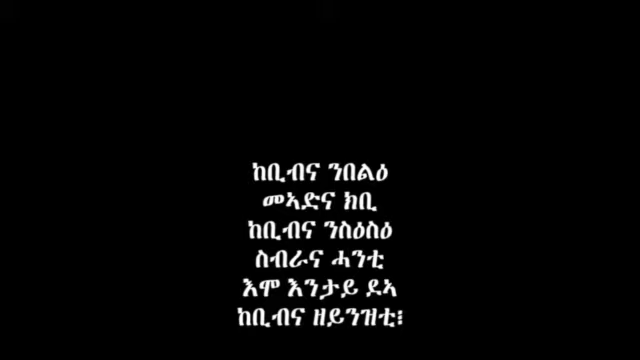 ከቢብና ንበልዕ
መኣድና ክቢ
ከቢብና ንስዕስዕ
ስብራና ሓንቲ
እሞ እንታይ ደኣ
ከቢብና ዘይንዝቲ፧